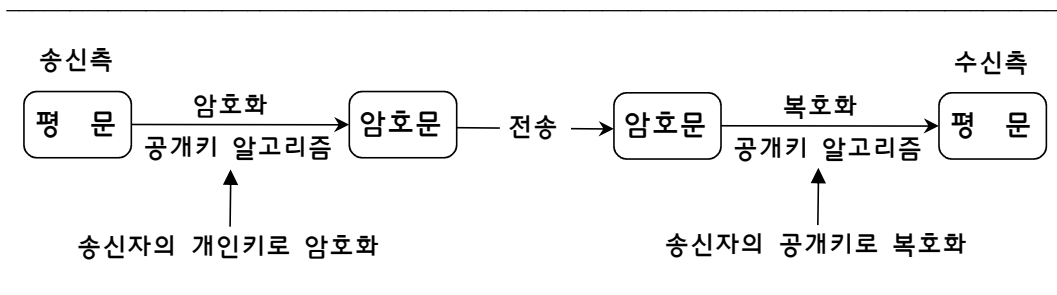 송신측 수신측
평 문 암호화 암호문 전송 암호문 복호화 평 문
공개키 알고리즘 공개키 알고리즘
송신자의 개인키로 암호화 송신자의 공개키로 복호화